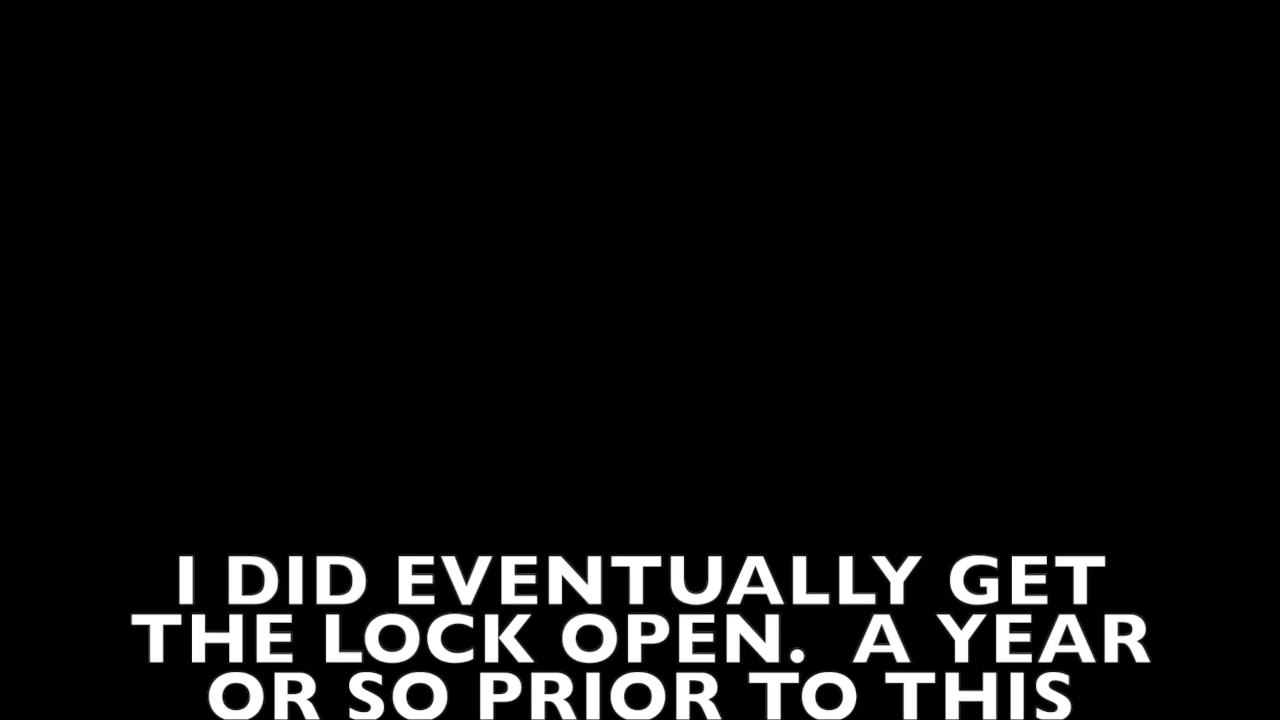 I DID EVENTUALLY GET
THE LOCK OPEN.  A YEAR
OR SO PRIOR TO THIS